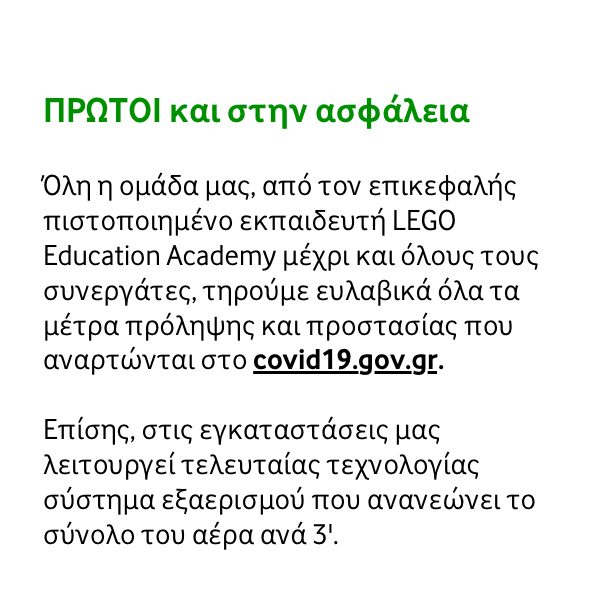 ΠΡΩΤΟΙ και στην ασφάλεια
Όλη η ομάδα μας, από τον επικεφαλής
πιστοποιημένο εκπαιδευτή LEGO
Education Academy μέχρι και όλους τους
συνεργάτες, τηρούμε ευλαβικά όλα τα
μέτρα πρόληψης και προστασίας που
αναρτώνται στο covid19.gov.gr.
Επίσης, στις εγκαταστάσεις μας
λειτουργεί τελευταίας τεχνολογίας
σύστημα εξαερισμού που ανανεώνει το
σύνολο του αέρα ανά 3'.